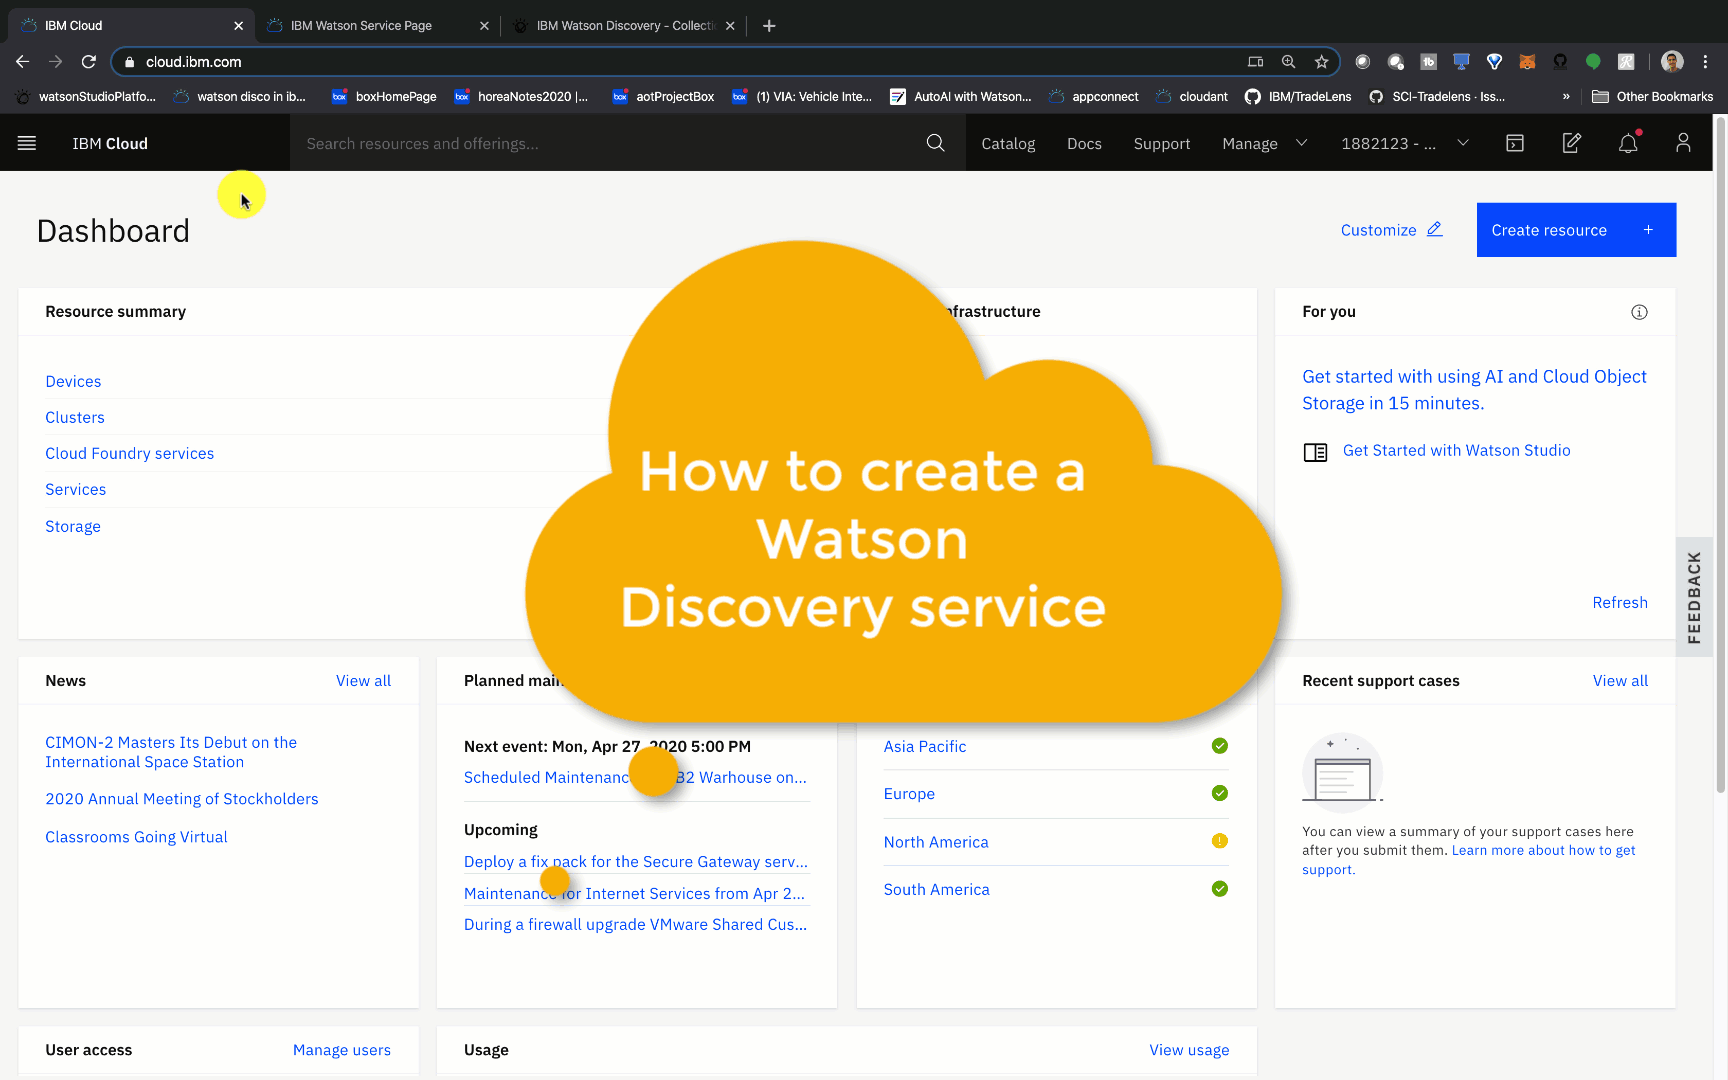 IBM Cloud
IBM Watson Service Page
IBM Watson Discovery - Collecti
cloud.ibm.com
watsonStudioPlatfo...
watson disco in ib...
box boxHomePage
box horeaNotes2020 |...
box aotProjectBox
box (1) VIA: Vehicle Inte...
AutoAI with Watson...
appconnect
cloudant
IBM/TradeLens
SCI-Tradelens · Iss...
»
Other Bookmarks
IBM Cloud
Search resources and offerings...
Catalog
Docs
Support
Manage
1882123 - ...
Dashboard
Customize
Create resource +
How to create a
Watson
Discovery service
Resource summary
Devices
Clusters
Cloud Foundry services
Services
Storage
frastructure
For you
Get started with using AI and Cloud Object
Storage in 15 minutes.
Get Started with Watson Studio
Refresh
FEEDBACK
News
View all
CIMON-2 Masters Its Debut on the
International Space Station
2020 Annual Meeting of Stockholders
Classrooms Going Virtual
Planned mai
Next event: Mon, Apr 27, 2020 5:00 PM
Scheduled Maintenanc B2 Warhouse on...
Upcoming
Deploy a fix pack for the Secure Gateway serv...
Maintenance for Internet Services from Apr 2...
During a firewall upgrade VMware Shared Cus...
Asia Pacific
Europe
North America
South America
Recent support cases
View all
You can view a summary of your support cases here
after you submit them. Learn more about how to get
support.
User access
Manage users
Usage
View usage